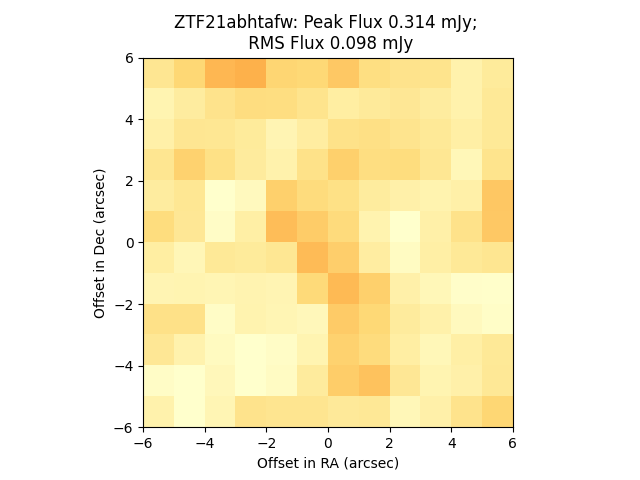 ZTF21abhtafw: Peak Flux 0.314 mJy;
RMS Flux 0.098 mJy
6
4
2
0
−2
−4
−6
Offset in Dec (arcsec)
−6 −4 −2 0 2 4 6
Offset in RA (arcsec)